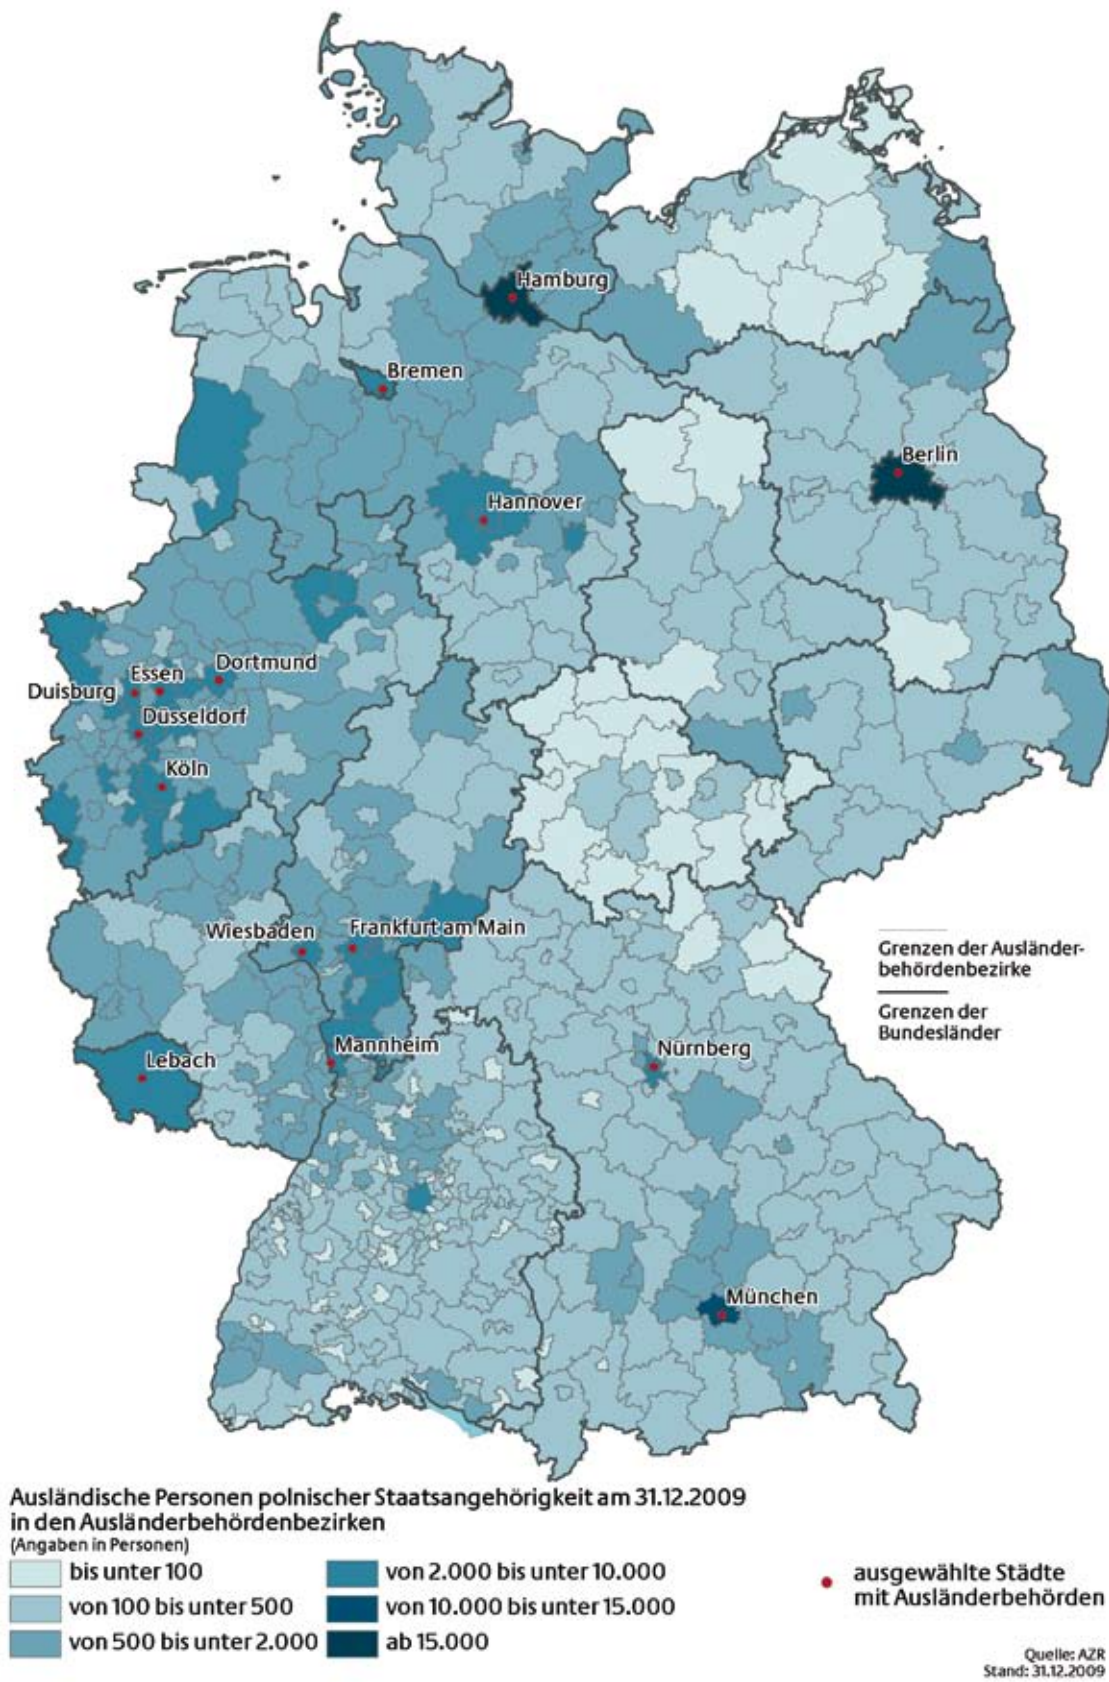 Hamburg
Bremen
Berlin
Hannover
Dortmund
Essen
Duisburg
Düsseldorf
Köln
Wiesbaden
Frankfurt am Main
Grenzen der Ausländer-
behördenbezirke
Grenzen der
Bundesländer
Mannheim
Nürnberg
Lebach
München
Ausländische Personen polnischer Staatsangehörigkeit am 31.12.2009
in den Ausländerbehördenbezirken
(Angaben in Personen)
bis unter 100
von 100 bis unter 500
von 500 bis unter 2.000
von 2.000 bis unter 10.000
von 10.000 bis unter 15.000
ab 15.000
ausgewählte Städte
mit Ausländerbehörden
Quelle: AZR
Stand: 31.12.2009